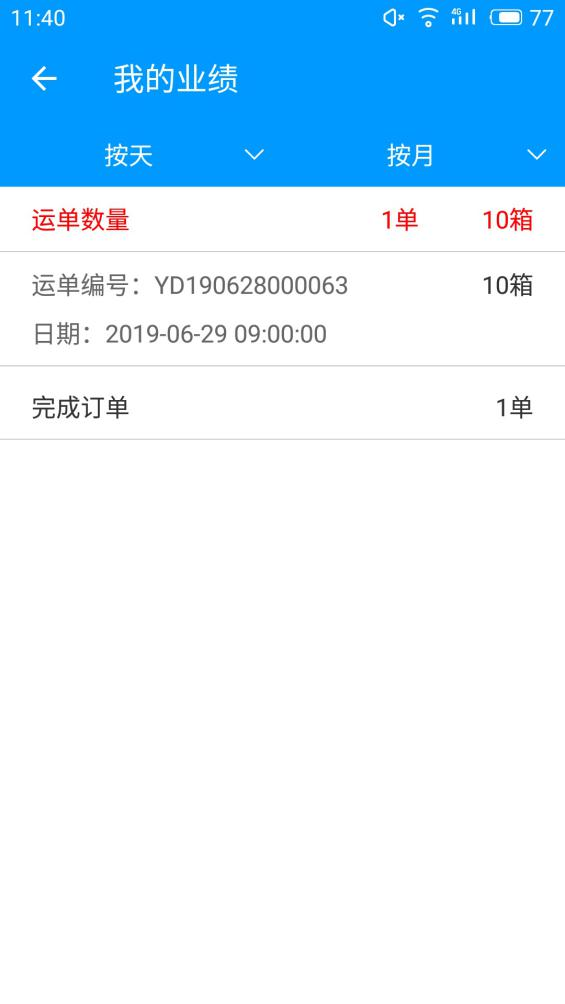 11:40 4G 77
我的业绩
按天 按月
运单数量 1单 10箱
运单编号：YD190628000063 10箱
日期：2019-06-29 09:00:00
完成订单 1单